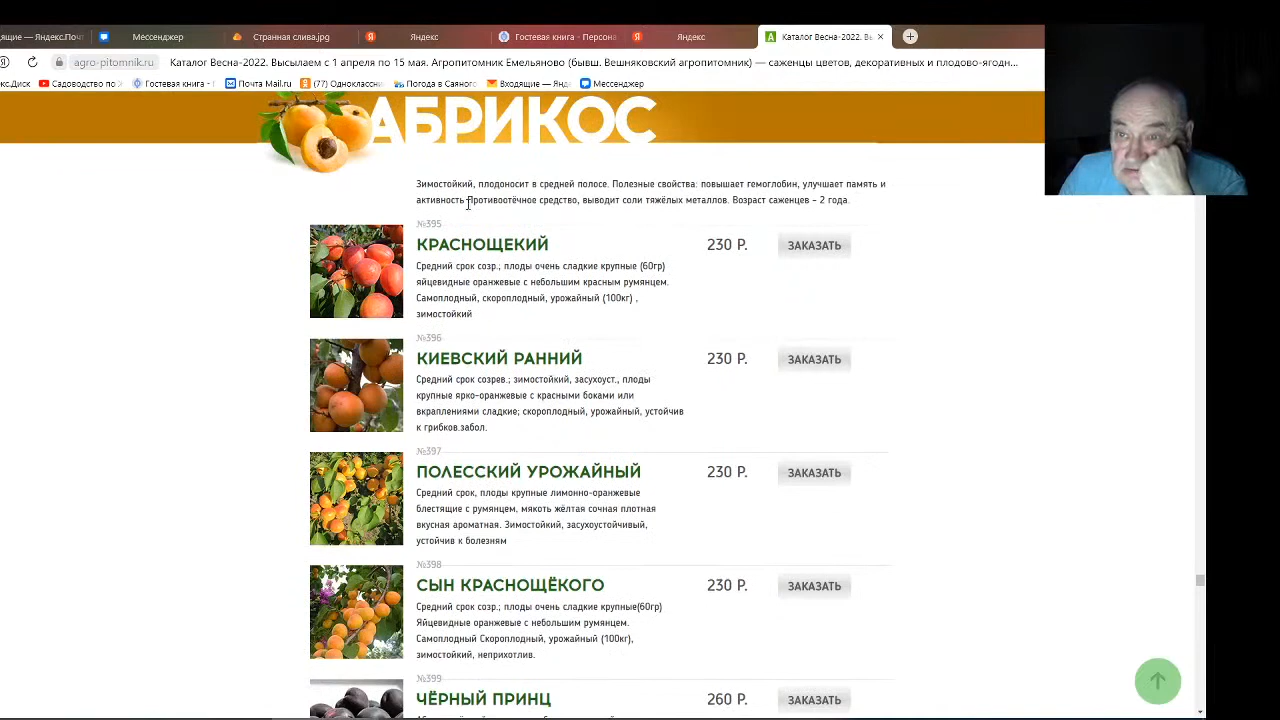 ящие — Яндекс.Почт
Мессенджер
Странная слива.jpg
Яндекс
Гостевая книга - Персона
Яндекс
Каталог Весна-2022. Вы
agro-pitomnik.ru
Каталог Весна-2022. Высылаем с 1 апреля по 15 мая. Агропитомник Емельяново (бывш. Вешняковский агропитомник) — саженцы цветов, декоративных и плодово-ягодн...
кс.Диск
Садоводство по
Гостевая книга - I
Почта Mail.ru
(77) Одноклассни
Погода в Саяного
Входящие — Янд
Мессенджер
АБРИКОС
Зимостойкий, плодоносит в средней полосе. Полезные свойства: повышает гемоглобин, улучшает память и
активность Противоотёчное средство, выводит соли тяжёлых металлов. Возраст саженцев – 2 года.
№395
КРАСНОЩЕКИЙ 230 Р. ЗАКАЗАТЬ
Средний срок созр.; плоды очень сладкие крупные (60гр)
яйцевидные оранжевые с небольшим красным румянцем.
Самоплодный, скороплодный, урожайный (100кг) ,
зимостойкий
№396
КИЕВСКИЙ РАННИЙ 230 Р. ЗАКАЗАТЬ
Средний срок созрев.; зимостойкий, засухоуст., плоды
крупные ярко-оранжевые с красными боками или
вкраплениями сладкие; скороплодный, урожайный, устойчив
к грибков.забол.
№397
ПОЛЕССКИЙ УРОЖАЙНЫЙ 230 Р. ЗАКАЗАТЬ
Средний срок, плоды крупные лимонно-оранжевые
блестящие с румянцем, мякоть жёлтая сочная плотная
вкусная ароматная. Зимостойкий, засухоустойчивый,
устойчив к болезням
№398
СЫН КРАСНОЩЁКОГО 230 Р. ЗАКАЗАТЬ
Средний срок созр.; плоды очень сладкие крупные(60гр)
Яйцевидные оранжевые с небольшим румянцем.
Самоплодный Скороплодный, урожайный (100кг),
зимостойкий, неприхотлив.
№399
ЧЁРНЫЙ ПРИНЦ 260 Р. ЗАКАЗАТЬ